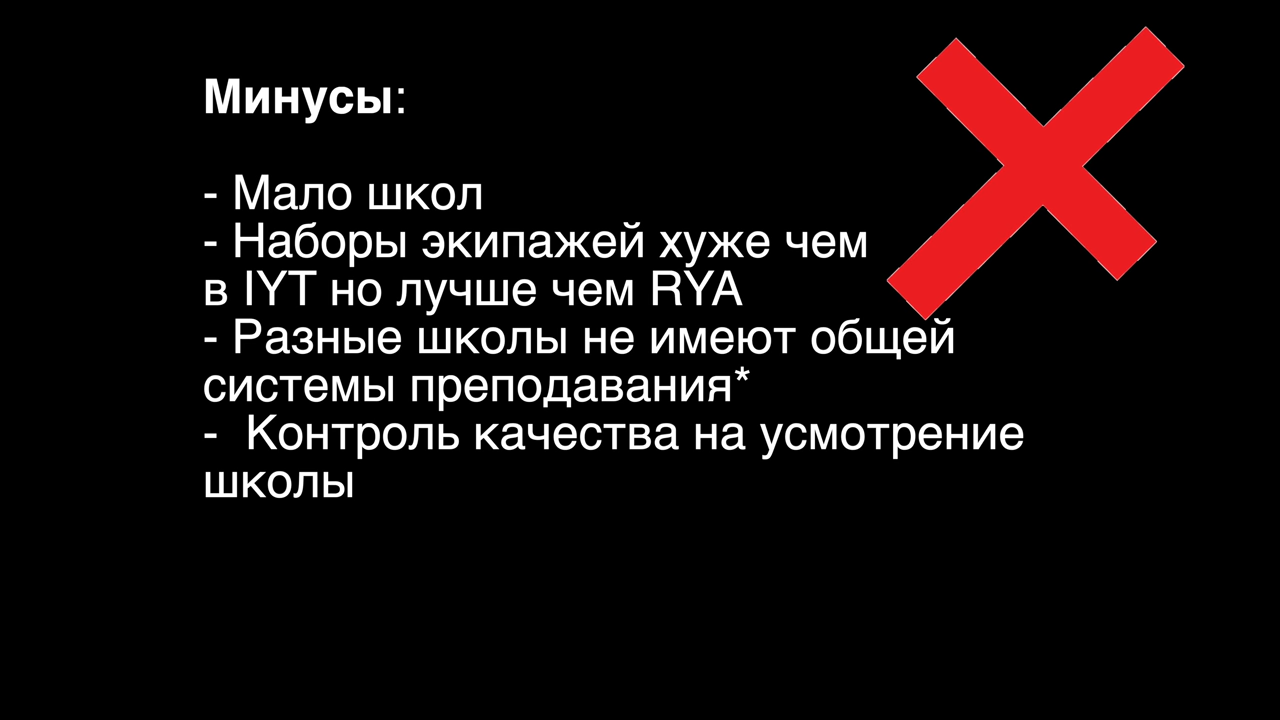 Минусы:
- Мало школ
- Наборы экипажей хуже чем
в IYT но лучше чем RYA
- Разные школы не имеют общей
системы преподавания*
-  Контроль качества на усмотрение
школы